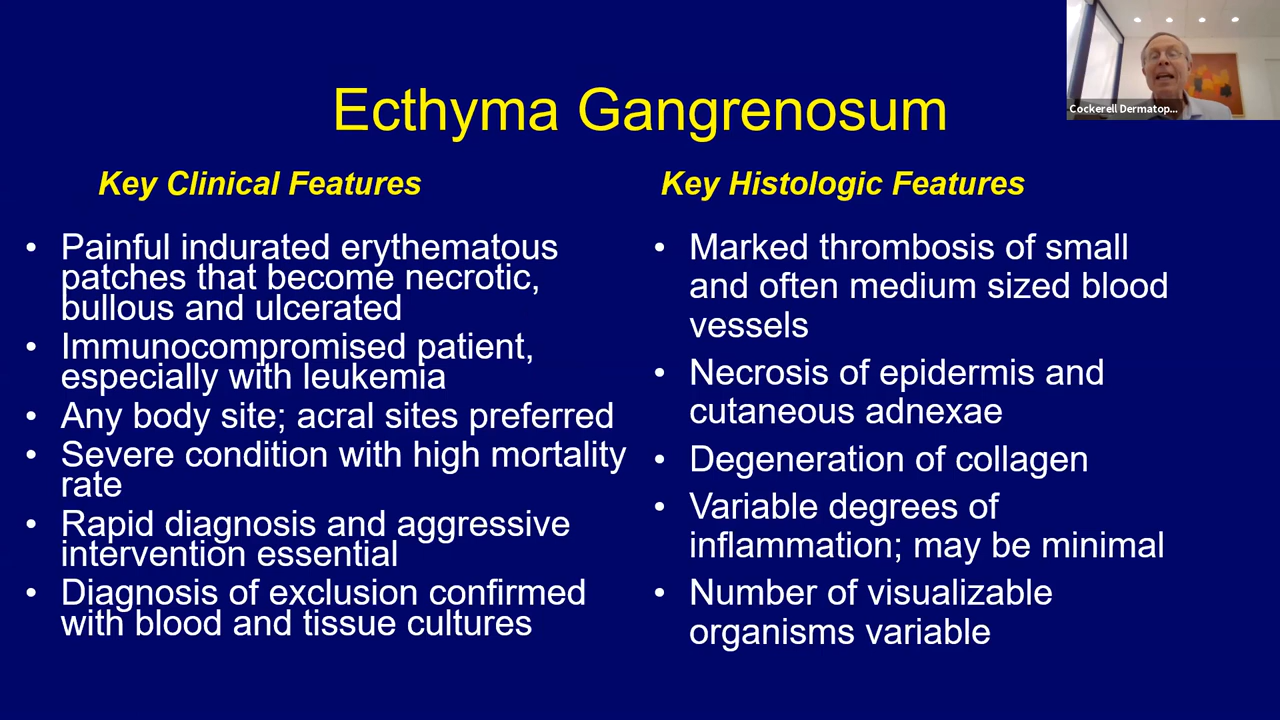 Ecthyma Gangrenosum
Cockerell Dermatop...
Key Clinical Features
• Painful indurated erythematous
patches that become necrotic,
bullous and ulcerated
• Immunocompromised patient,
especially with leukemia
• Any body site; acral sites preferred
• Severe condition with high mortality
rate
• Rapid diagnosis and aggressive
intervention essential
• Diagnosis of exclusion confirmed
with blood and tissue cultures
Key Histologic Features
• Marked thrombosis of small
and often medium sized blood
vessels
• Necrosis of epidermis and
cutaneous adnexae
• Degeneration of collagen
• Variable degrees of
inflammation; may be minimal
• Number of visualizable
organisms variable